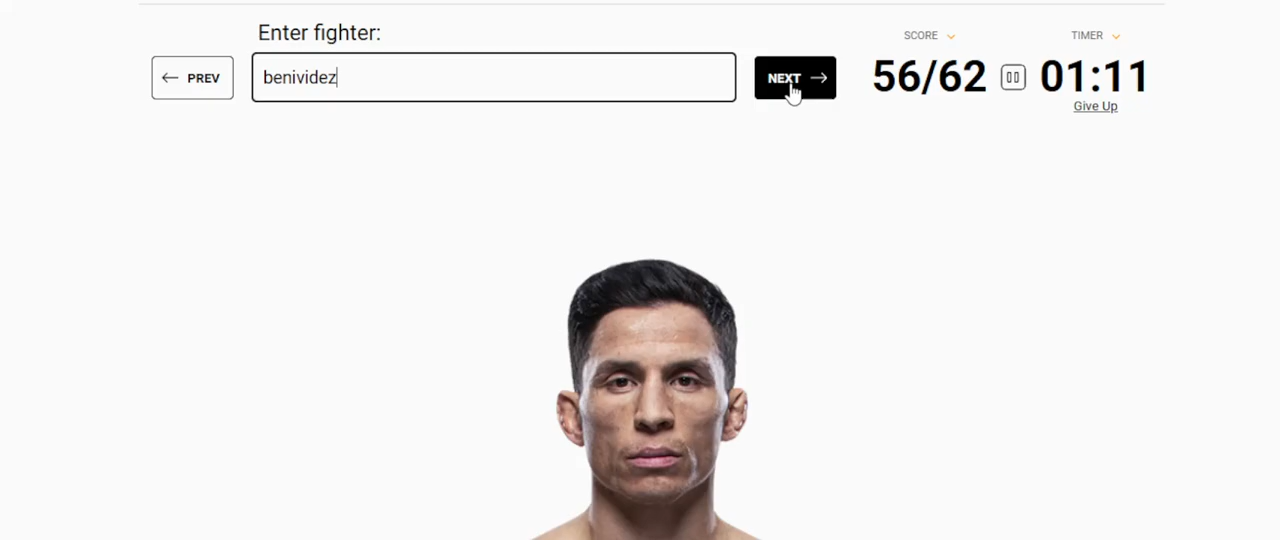 Enter fighter:
SCORE
TIMER
← PREV
benividez
NEXT →
56/62
01:11
Give Up